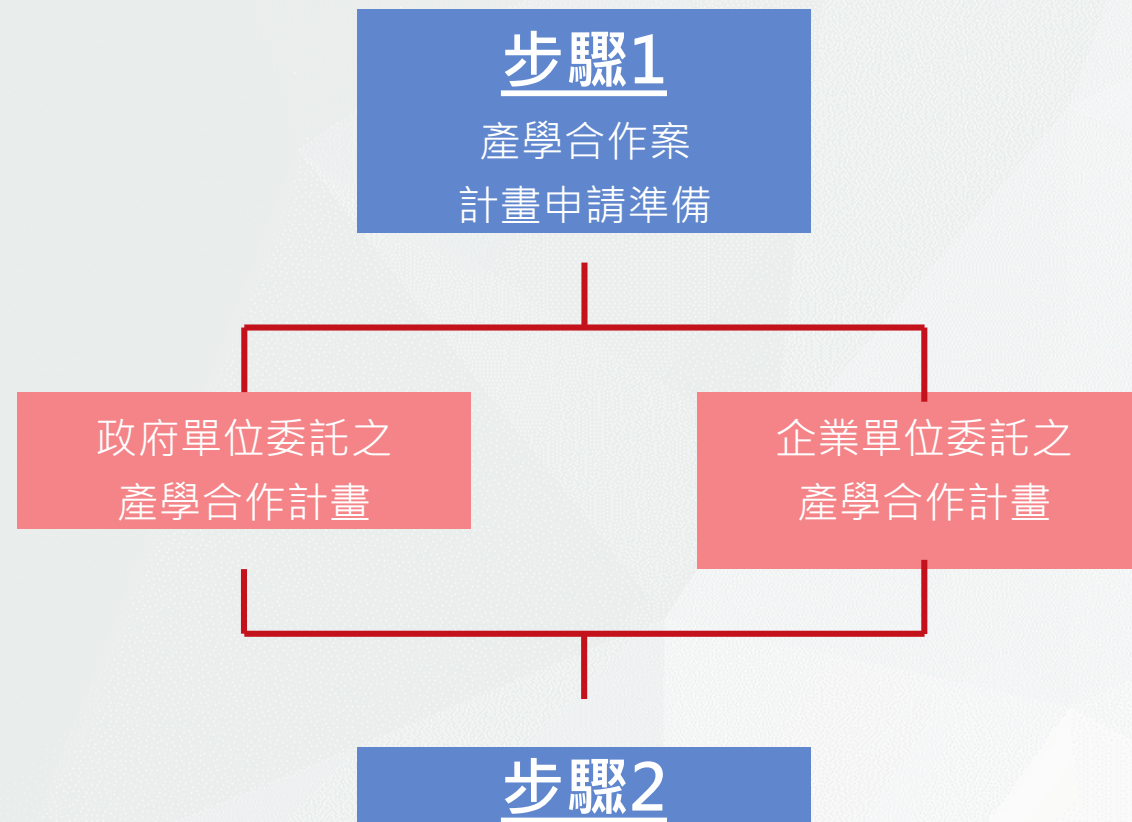 步驟1
產學合作案
計畫申請準備
政府單位委託之
產學合作計畫
企業單位委託之
產學合作計畫
步驟2